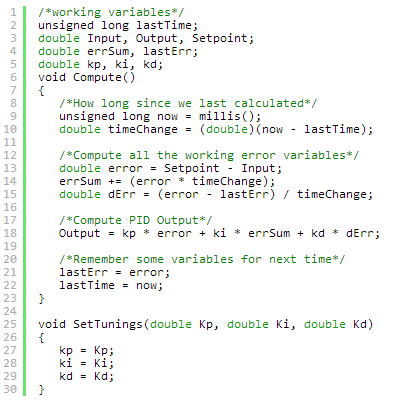 1 /*working variables*/
2 unsigned long lastTime;
3 double Input, Output, Setpoint;
4 double errSum, lastErr;
5 double kp, ki, kd;
6 void Compute()
7 {
8    /*How long since we last calculated*/
9    unsigned long now = millis();
10    double timeChange = (double)(now - lastTime);
11
12    /*Compute all the working error variables*/
13    double error = Setpoint - Input;
14    errSum += (error * timeChange);
15    double dErr = (error - lastErr) / timeChange;
16
17    /*Compute PID Output*/
18    Output = kp * error + ki * errSum + kd * dErr;
19
20    /*Remember some variables for next time*/
21    lastErr = error;
22    lastTime = now;
23 }
24
25 void SetTunings(double Kp, double Ki, double Kd)
26 {
27    kp = Kp;
28    ki = Ki;
29    kd = Kd;
30 }